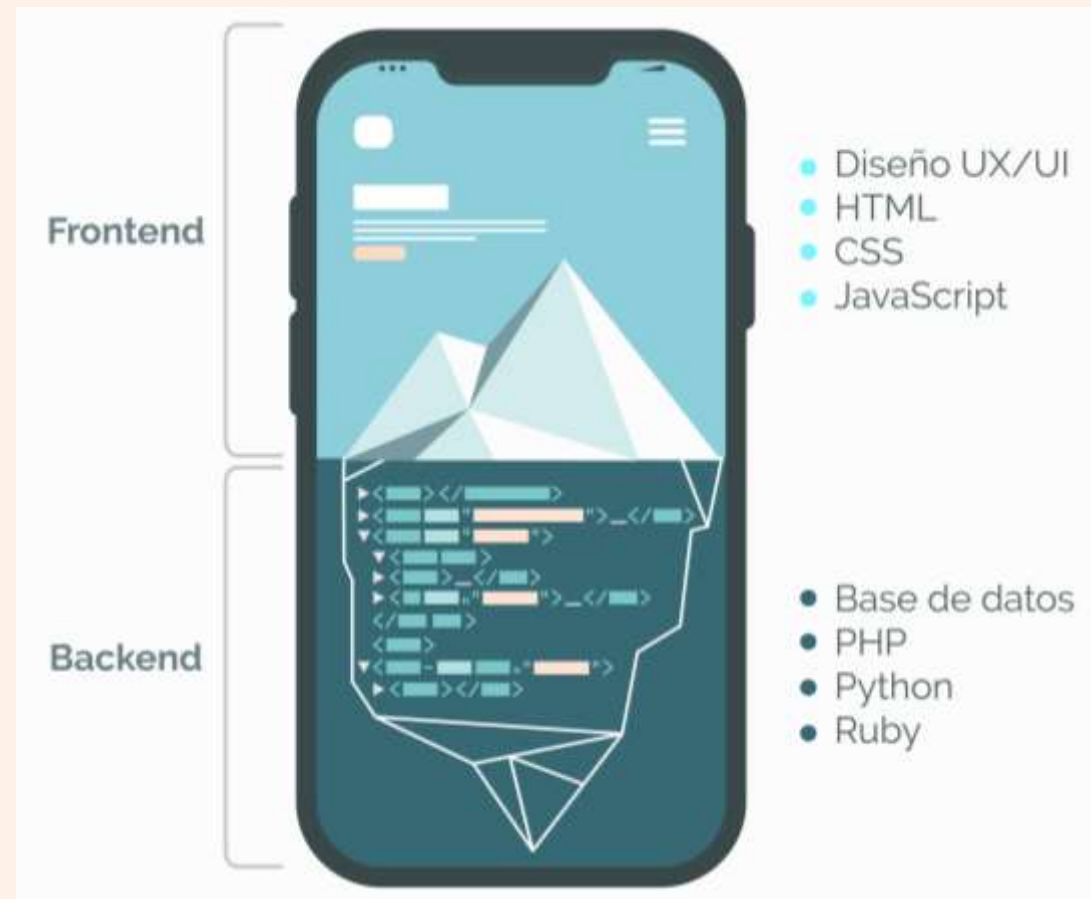 Frontend
Diseño UX/UI
HTML
CSS
JavaScript
Backend
Base de datos
PHP
Python
Ruby